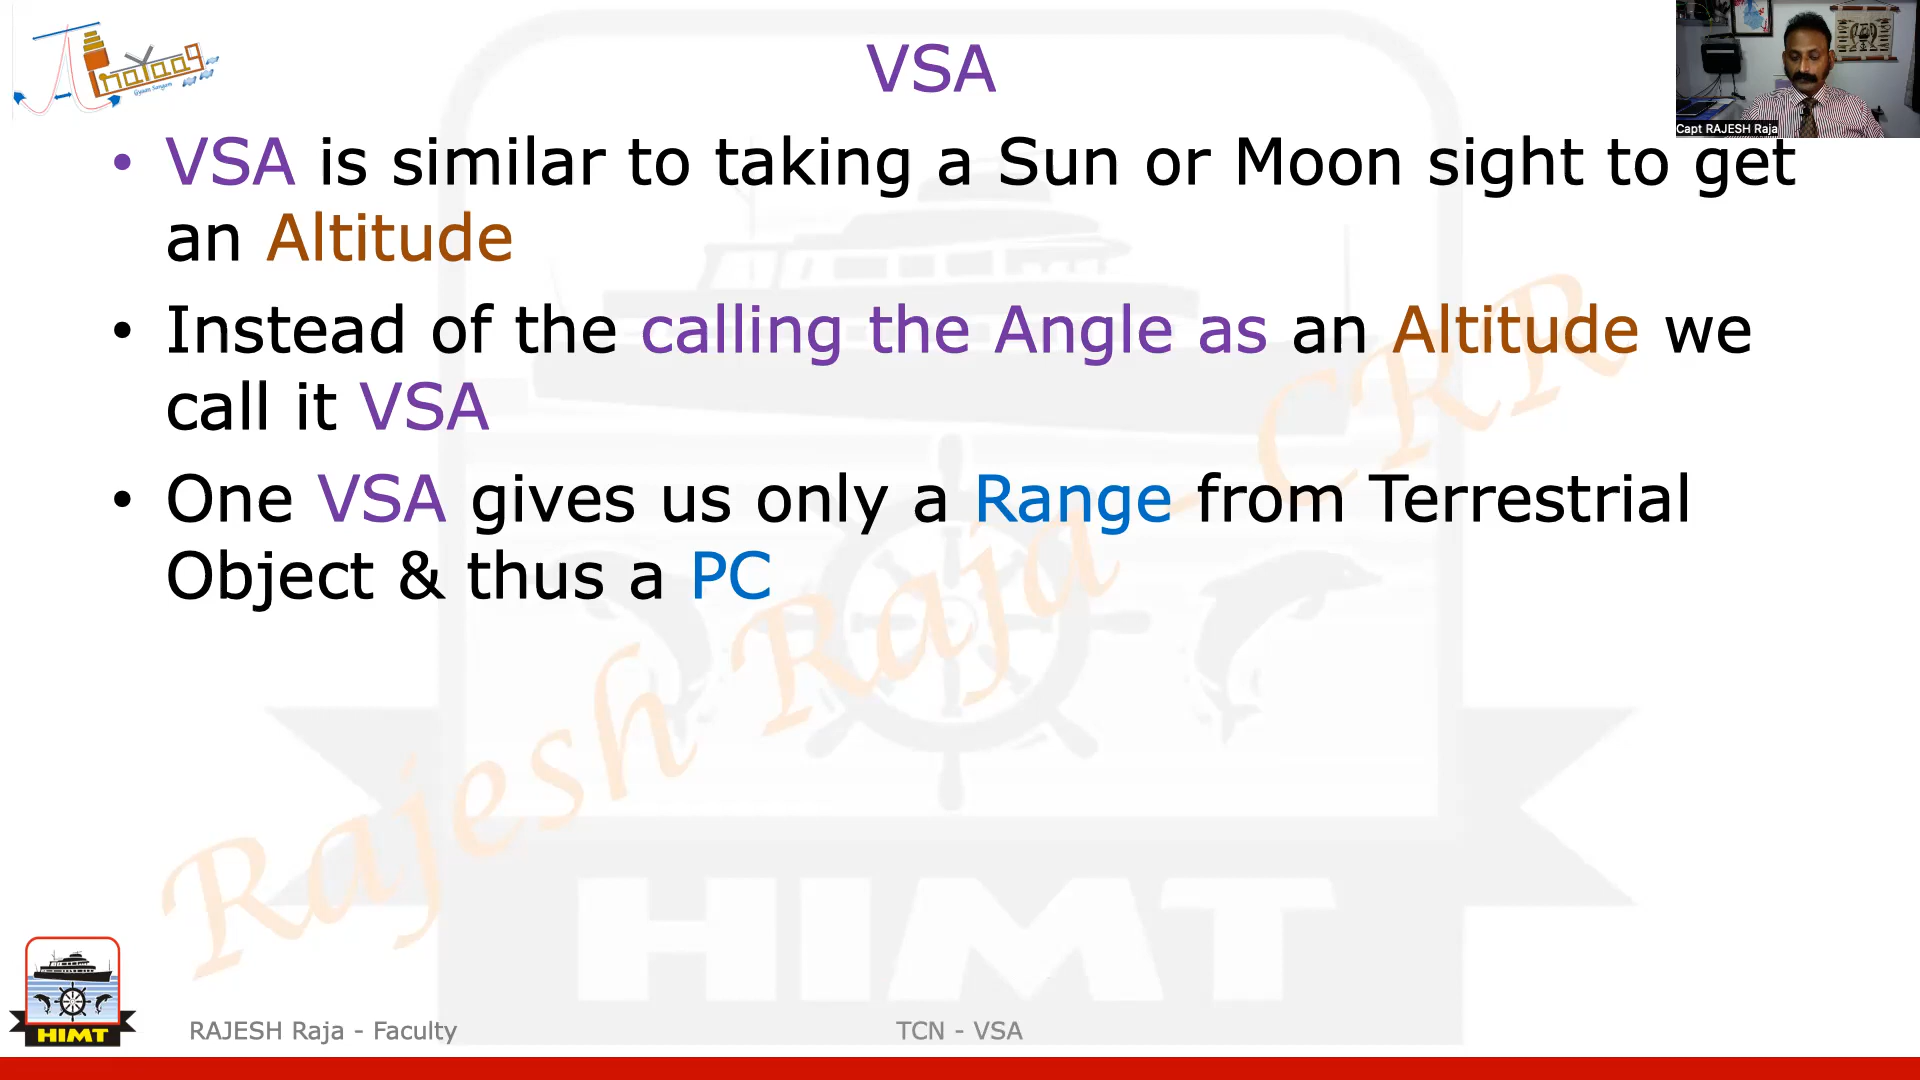 VSA
Capt RAJESH Raja
• VSA is similar to taking a Sun or Moon sight to get
an Altitude
• Instead of the calling the Angle as an Altitude we
call it VSA
• One VSA gives us only a Range from Terrestrial
Object & thus a PC
Rajesh Raja - CRR
HIMT
HIMT
RAJESH Raja - Faculty
TCN - VSA